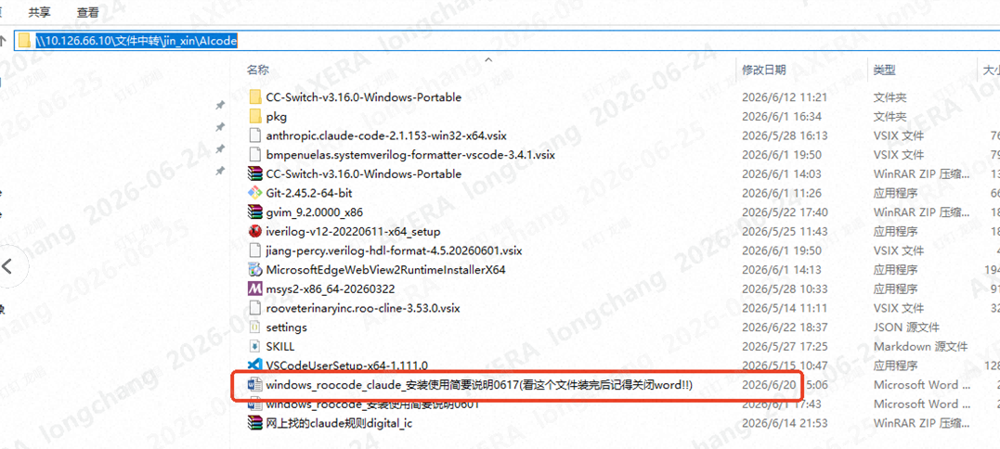 共享 查看
\\10.126.66.10\文件中转\jin_xin\AIcode
名称 修改日期 类型
CC-Switch-v3.16.0-Windows-Portable 2026/6/12 11:21 文件夹
pkg 2026/6/1 16:34 文件夹
anthropic.claude-code-2.1.153-win32-x64.vsix 2026/5/28 16:13 VSIX 文件 76
bmpenuelas.systemverilog-formatter-vscode-3.4.1.vsix 2026/6/1 19:50 VSIX 文件 79
CC-Switch-v3.16.0-Windows-Portable 2026/6/1 14:03 WinRAR ZIP 压缩... 13
Git-2.45.2-64-bit 2026/6/1 11:26 应用程序 66
gvim_9.2.0000_x86 2026/5/22 17:40 WinRAR ZIP 压缩... 18
iverilog-v12-20220611-x64_setup 2026/5/25 11:43 应用程序 18
jiang-percy.verilog-hdl-format-4.5.20260601.vsix 2026/6/1 19:50 VSIX 文件 4
MicrosoftEdgeWebView2RuntimeInstallerX64 2026/6/1 14:13 应用程序 194
msys2-x86_64-20260322 2026/5/28 10:33 应用程序 91
rooveterinaryinc.roo-cline-3.53.0.vsix 2026/5/14 11:11 VSIX 文件 32
settings 2026/6/22 18:37 JSON 源文件
SKILL 2026/5/27 17:25 Markdown 源文件
VSCodeUserSetup-x64-1.111.0 2026/5/15 10:47 应用程序 128
windows_roocode_claude_安装使用简要说明0617(看这个文件装完后记得关闭word!!) 2026/6/20 5:06 Microsoft Word ... 2
windows_roocode_安装使用简要说明0601 2026/6/1 17:43 Microsoft Word ... 2
网上找的claude规则digital_ic 2026/6/14 21:53 WinRAR ZIP 压缩...
AXERA longchang 2026-06-24